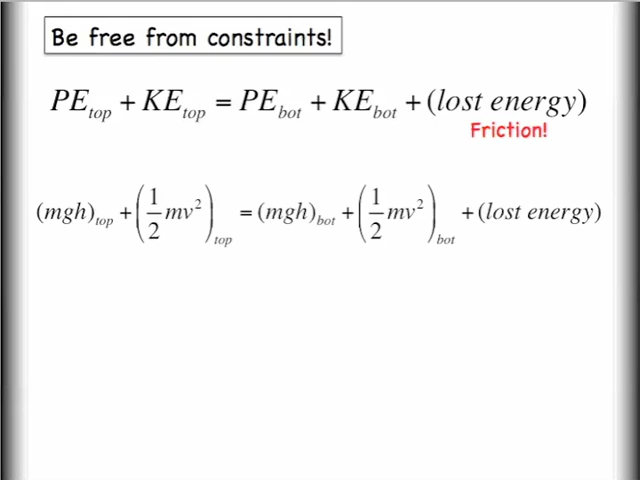 Be free from constraints!
PE_top + KE_top = PE_bot + KE_bot + (lost energy)
Friction!
(mgh)_top + (1/2 mv²)_top = (mgh)_bot + (1/2 mv²)_bot + (lost energy)